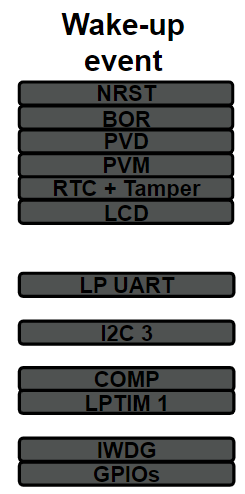 Wake-up
event
NRST
BOR
PVD
PVM
RTC + Tamper
LCD
LP UART
I2C 3
COMP
LPTIM 1
IWDG
GPIOs